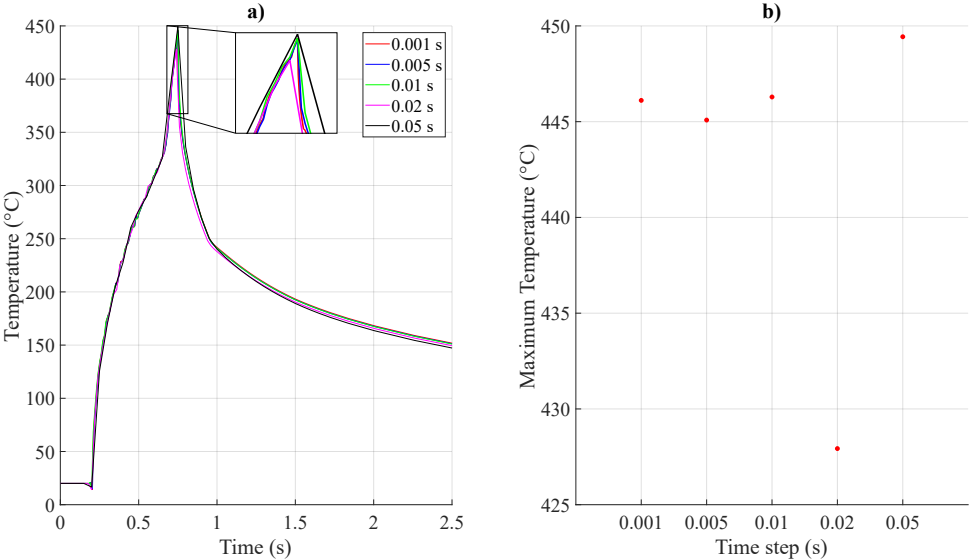 a)
Temperature (°C)
450
400
350
300
250
200
150
100
50
0
0 0.5 1 1.5 2 2.5
Time (s)
0.001 s
0.005 s
0.01 s
0.02 s
0.05 s
b)
Maximum Temperature (°C)
450
445
440
435
430
425
0.001 0.005 0.01 0.02 0.05
Time step (s)